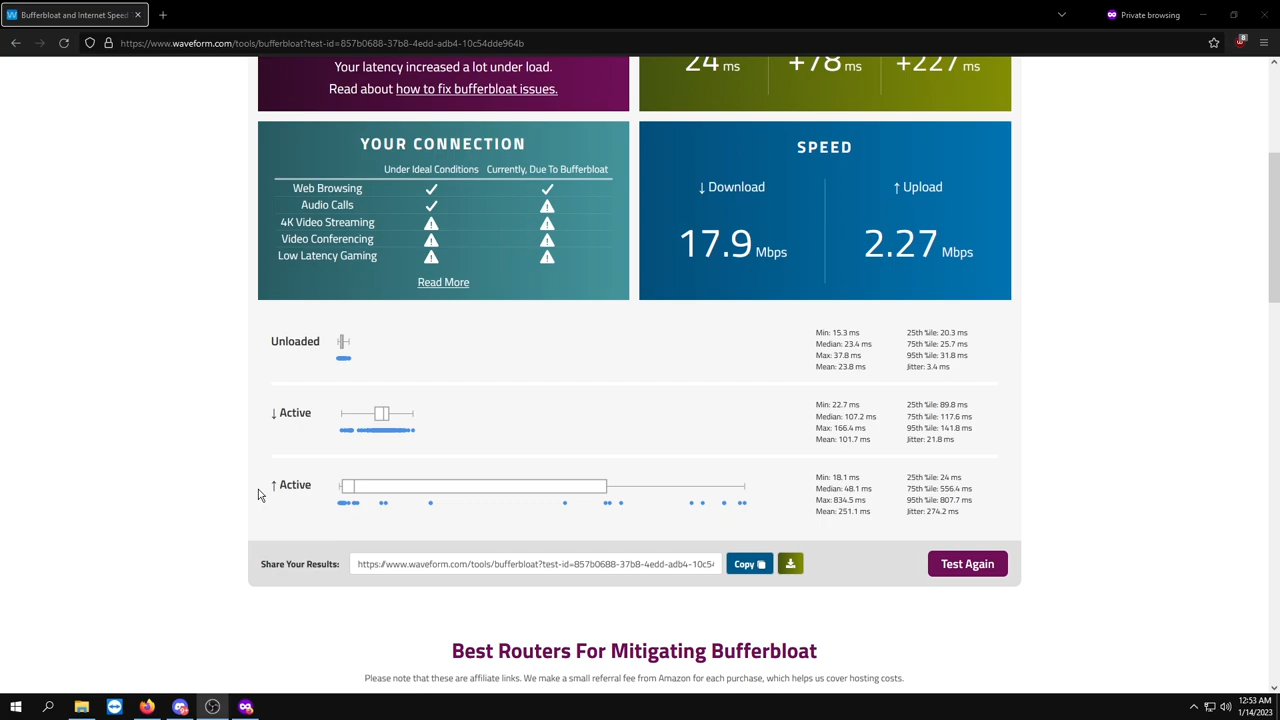 Bufferbloat and Internet Speed
Private browsing
https://www.waveform.com/tools/bufferbloat?test-id=857b0688-37b8-4edd-adb4-10c54dde964b
8
Your latency increased a lot under load.
Read about how to fix bufferbloat issues.
24 ms
+78 ms
+227 ms
YOUR CONNECTION
Under Ideal Conditions Currently, Due To Bufferbloat
Web Browsing
Audio Calls
4K Video Streaming
Video Conferencing
Low Latency Gaming
Read More
SPEED
↓ Download ↑ Upload
17.9 Mbps 2.27 Mbps
Unloaded
Min: 15.3 ms 25th %ile: 20.3 ms
Median: 23.4 ms 75th %ile: 25.7 ms
Max: 37.8 ms 95th %ile: 31.8 ms
Mean: 23.8 ms Jitter: 3.4 ms
↓ Active
Min: 22.7 ms 25th %ile: 89.8 ms
Median: 107.2 ms 75th %ile: 117.6 ms
Max: 166.4 ms 95th %ile: 141.8 ms
Mean: 101.7 ms Jitter: 21.8 ms
↑ Active
Min: 18.1 ms 25th %ile: 24 ms
Median: 48.1 ms 75th %ile: 556.4 ms
Max: 834.5 ms 95th %ile: 807.7 ms
Mean: 251.1 ms Jitter: 274.2 ms
Share Your Results: https://www.waveform.com/tools/bufferbloat?test-id=857b0688-37b8-4edd-adb4-10c5 Copy
Test Again
Best Routers For Mitigating Bufferbloat
Please note that these are affiliate links. We make a small referral fee from Amazon for each purchase, which helps us cover hosting costs.
12:53 AM
1/14/2023